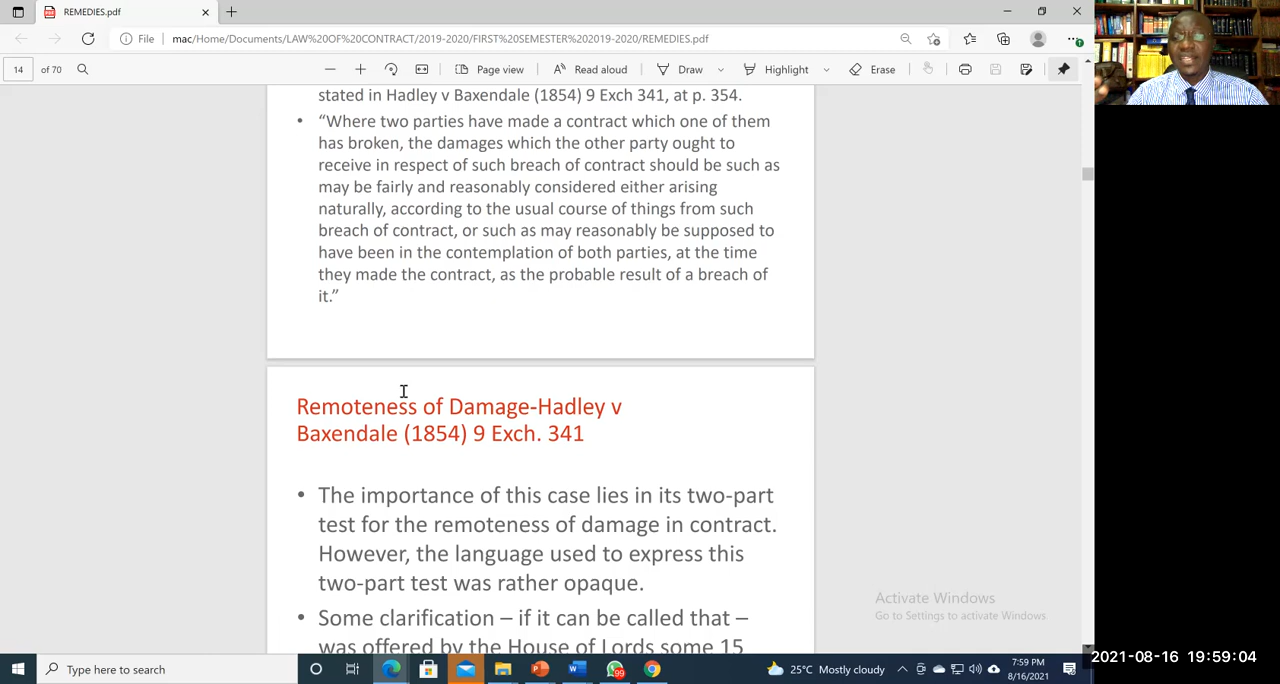 REMEDIES.pdf
File
mac/Home/Documents/LAW%20OF%20CONTRACT/2019-2020/FIRST%20SEMESTER%202019-2020/REMEDIES.pdf
14 of 70
Page view
Read aloud
Draw
Highlight
Erase
stated in Hadley v Baxendale (1854) 9 Exch 341, at p. 354.
• “Where two parties have made a contract which one of them
has broken, the damages which the other party ought to
receive in respect of such breach of contract should be such as
may be fairly and reasonably considered either arising
naturally, according to the usual course of things from such
breach of contract, or such as may reasonably be supposed to
have been in the contemplation of both parties, at the time
they made the contract, as the probable result of a breach of
it.”
Remoteness of Damage-Hadley v
Baxendale (1854) 9 Exch. 341
• The importance of this case lies in its two-part
test for the remoteness of damage in contract.
However, the language used to express this
two-part test was rather opaque.
• Some clarification – if it can be called that –
was offered by the House of Lords some 15
Activate Windows
Go to Settings to activate Windows.
Type here to search
99
25°C Mostly cloudy
7:59 PM
8/16/2021
2021-08-16 19:59:04